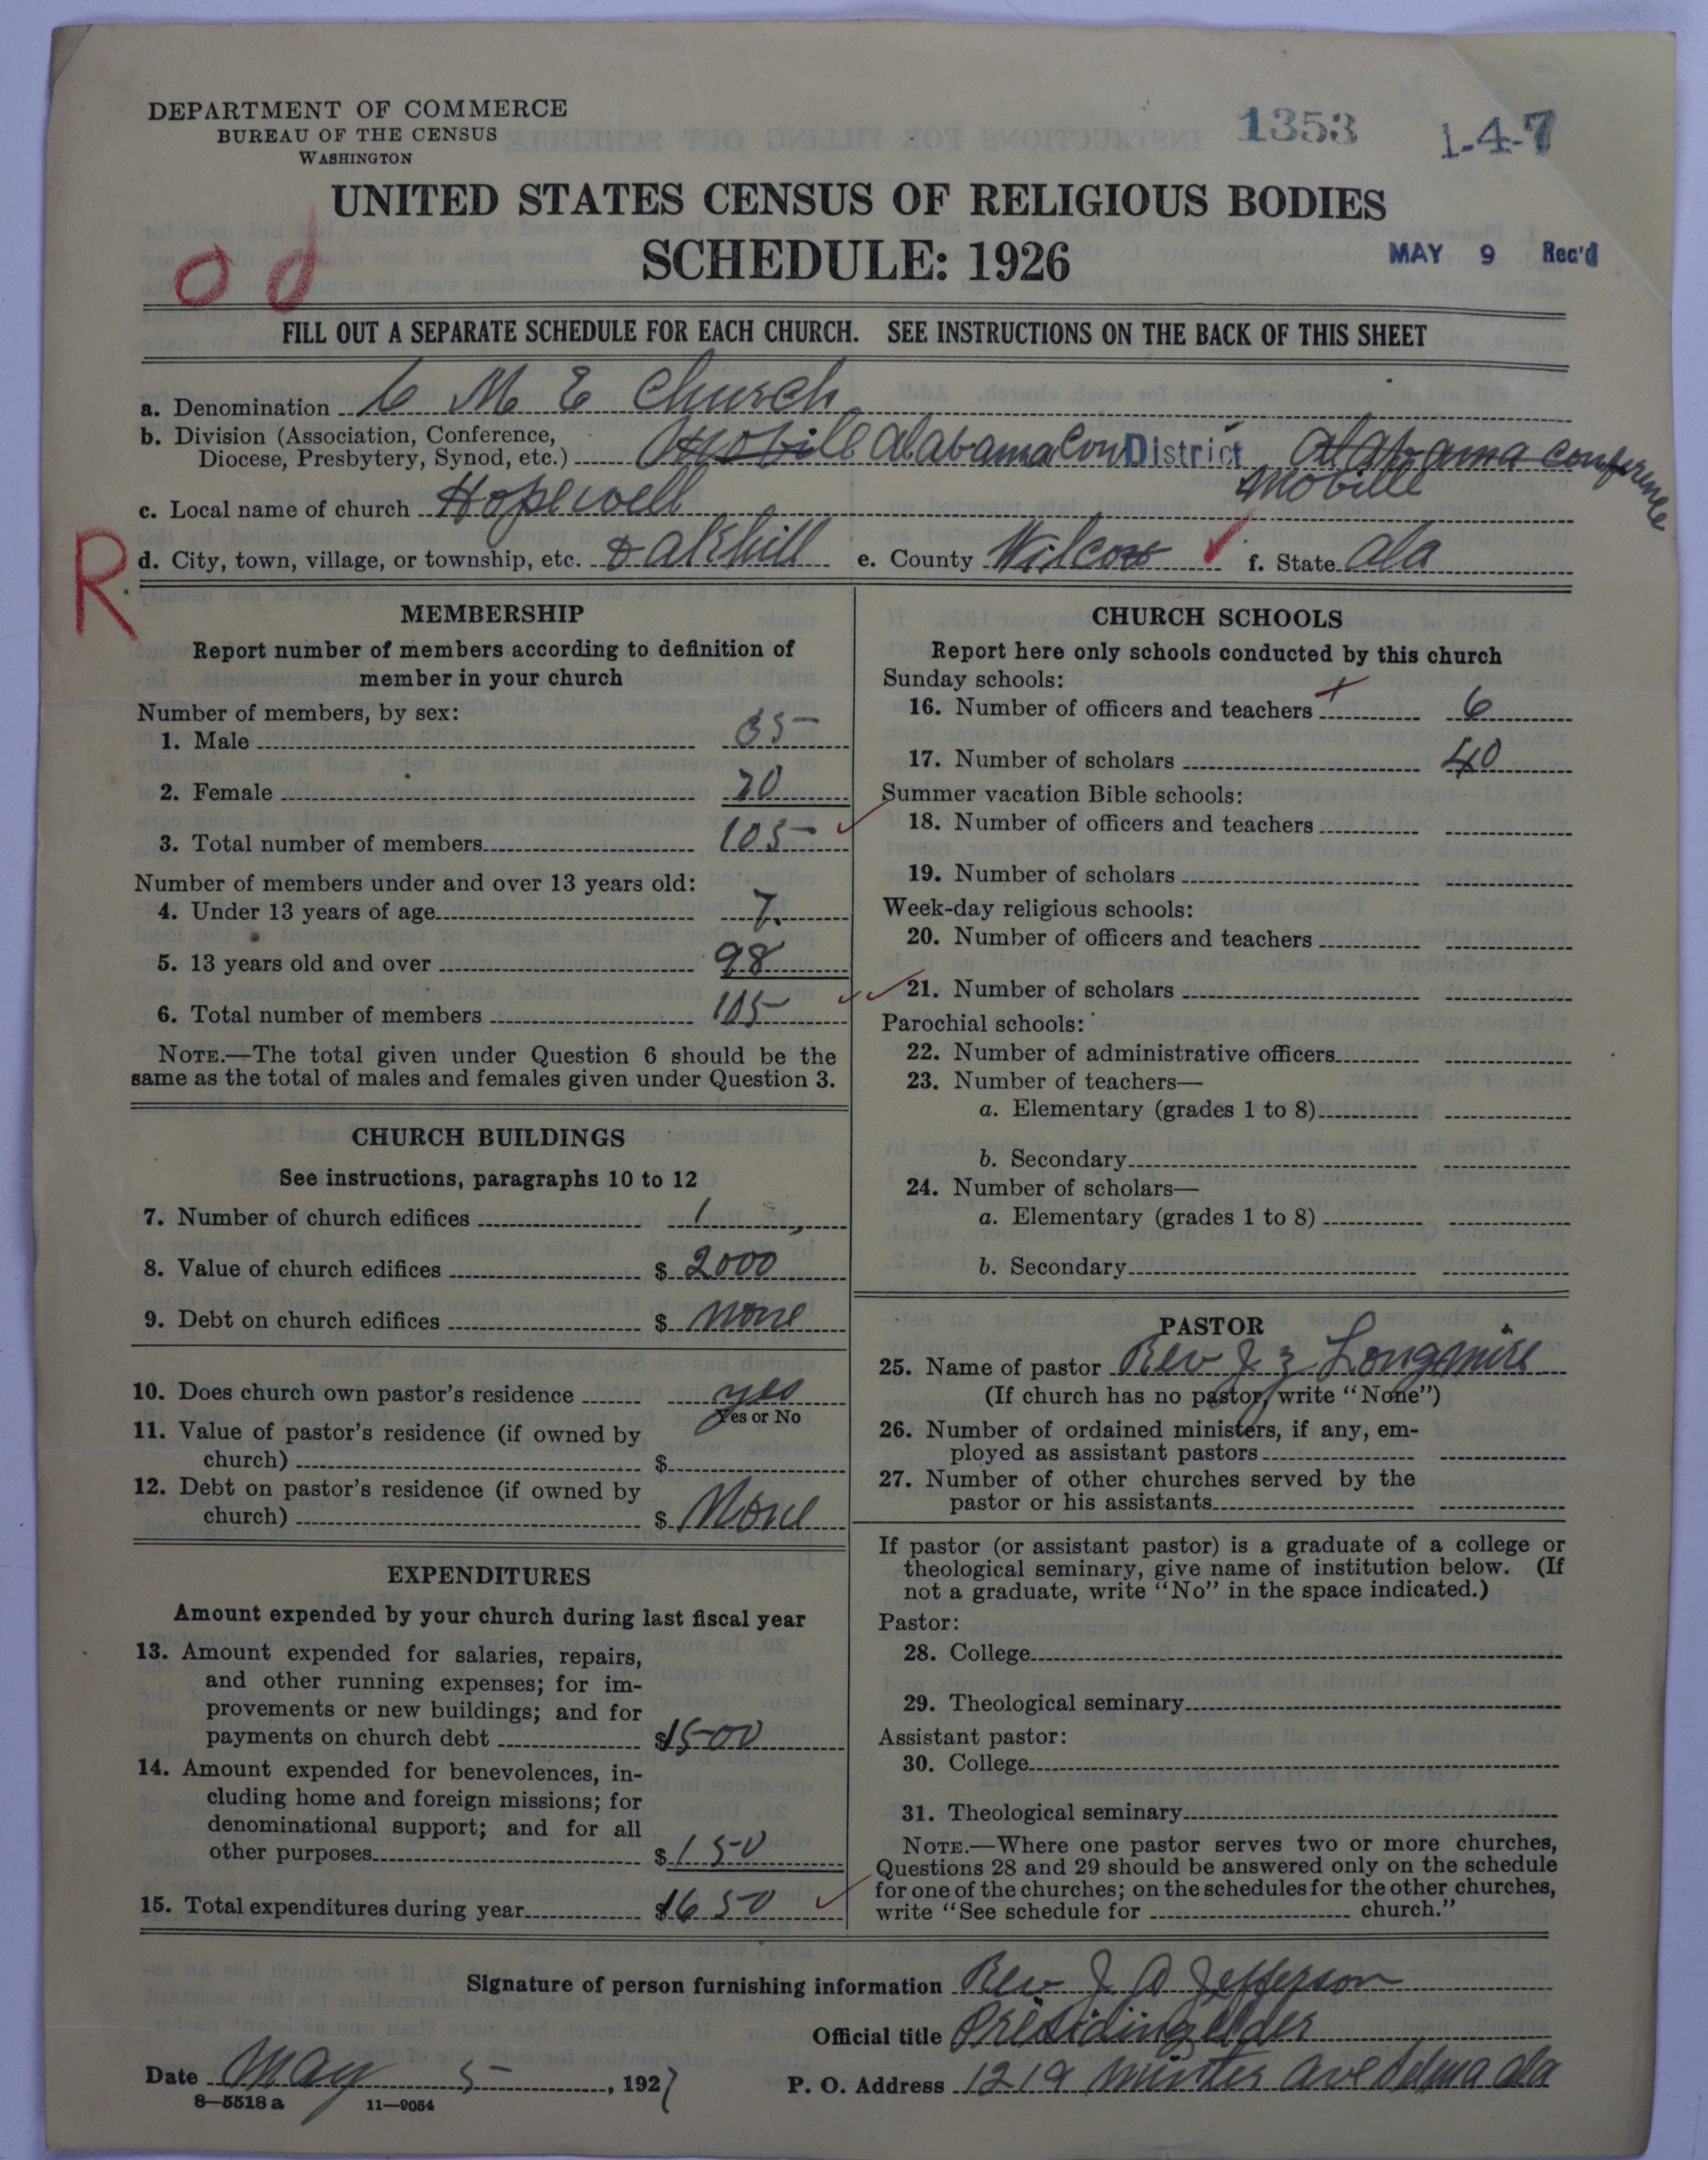 DEPARTMENT OF COMMERCE
BUREAU OF THE CENSUS
WASHINGTON
1353 1-4-7
UNITED STATES CENSUS OF RELIGIOUS BODIES
SCHEDULE: 1926
MAY 9 Rec'd
FILL OUT A SEPARATE SCHEDULE FOR EACH CHURCH. SEE INSTRUCTIONS ON THE BACK OF THIS SHEET
a. Denomination C M E Church
b. Division (Association, Conference,
Diocese, Presbytery, Synod, etc.) Mobile Alabama Con District Alabama Conference
Mobile
c. Local name of church Hopewell
d. City, town, village, or township, etc. Oakhill e. County Wilcox f. State Ala
R
MEMBERSHIP
Report number of members according to definition of
member in your church
Number of members, by sex:
1. Male 35
2. Female 70
3. Total number of members 105
Number of members under and over 13 years old:
4. Under 13 years of age 7
5. 13 years old and over 98
6. Total number of members 105
NOTE.—The total given under Question 6 should be the
same as the total of males and females given under Question 3.
CHURCH BUILDINGS
See instructions, paragraphs 10 to 12
7. Number of church edifices 1
8. Value of church edifices $ 2000
9. Debt on church edifices $ none
10. Does church own pastor's residence yes
Yes or No
11. Value of pastor's residence (if owned by
church) $
12. Debt on pastor's residence (if owned by
church) $ None
EXPENDITURES
Amount expended by your church during last fiscal year
13. Amount expended for salaries, repairs,
and other running expenses; for im-
provements or new buildings; and for
payments on church debt $1500
14. Amount expended for benevolences, in-
cluding home and foreign missions; for
denominational support; and for all
other purposes $ 150
15. Total expenditures during year $1650
CHURCH SCHOOLS
Report here only schools conducted by this church
Sunday schools:
16. Number of officers and teachers 6
17. Number of scholars 40
Summer vacation Bible schools:
18. Number of officers and teachers
19. Number of scholars
Week-day religious schools:
20. Number of officers and teachers
21. Number of scholars
Parochial schools:
22. Number of administrative officers
23. Number of teachers—
a. Elementary (grades 1 to 8)
b. Secondary
24. Number of scholars—
a. Elementary (grades 1 to 8)
b. Secondary
PASTOR
25. Name of pastor Rev J Z Longmire
(If church has no pastor, write "None")
26. Number of ordained ministers, if any, em-
ployed as assistant pastors
27. Number of other churches served by the
pastor or his assistants
If pastor (or assistant pastor) is a graduate of a college or
theological seminary, give name of institution below. (If
not a graduate, write "No" in the space indicated.)
Pastor:
28. College
29. Theological seminary
Assistant pastor:
30. College
31. Theological seminary
NOTE.—Where one pastor serves two or more churches,
Questions 28 and 29 should be answered only on the schedule
for one of the churches; on the schedules for the other churches,
write "See schedule for church."
Signature of person furnishing information Rev J A Jefferson
Official title Presiding elder
Date May 5, 1927 P. O. Address 1219 Minter Ave Selma Ala
8—5518 a 11—9054